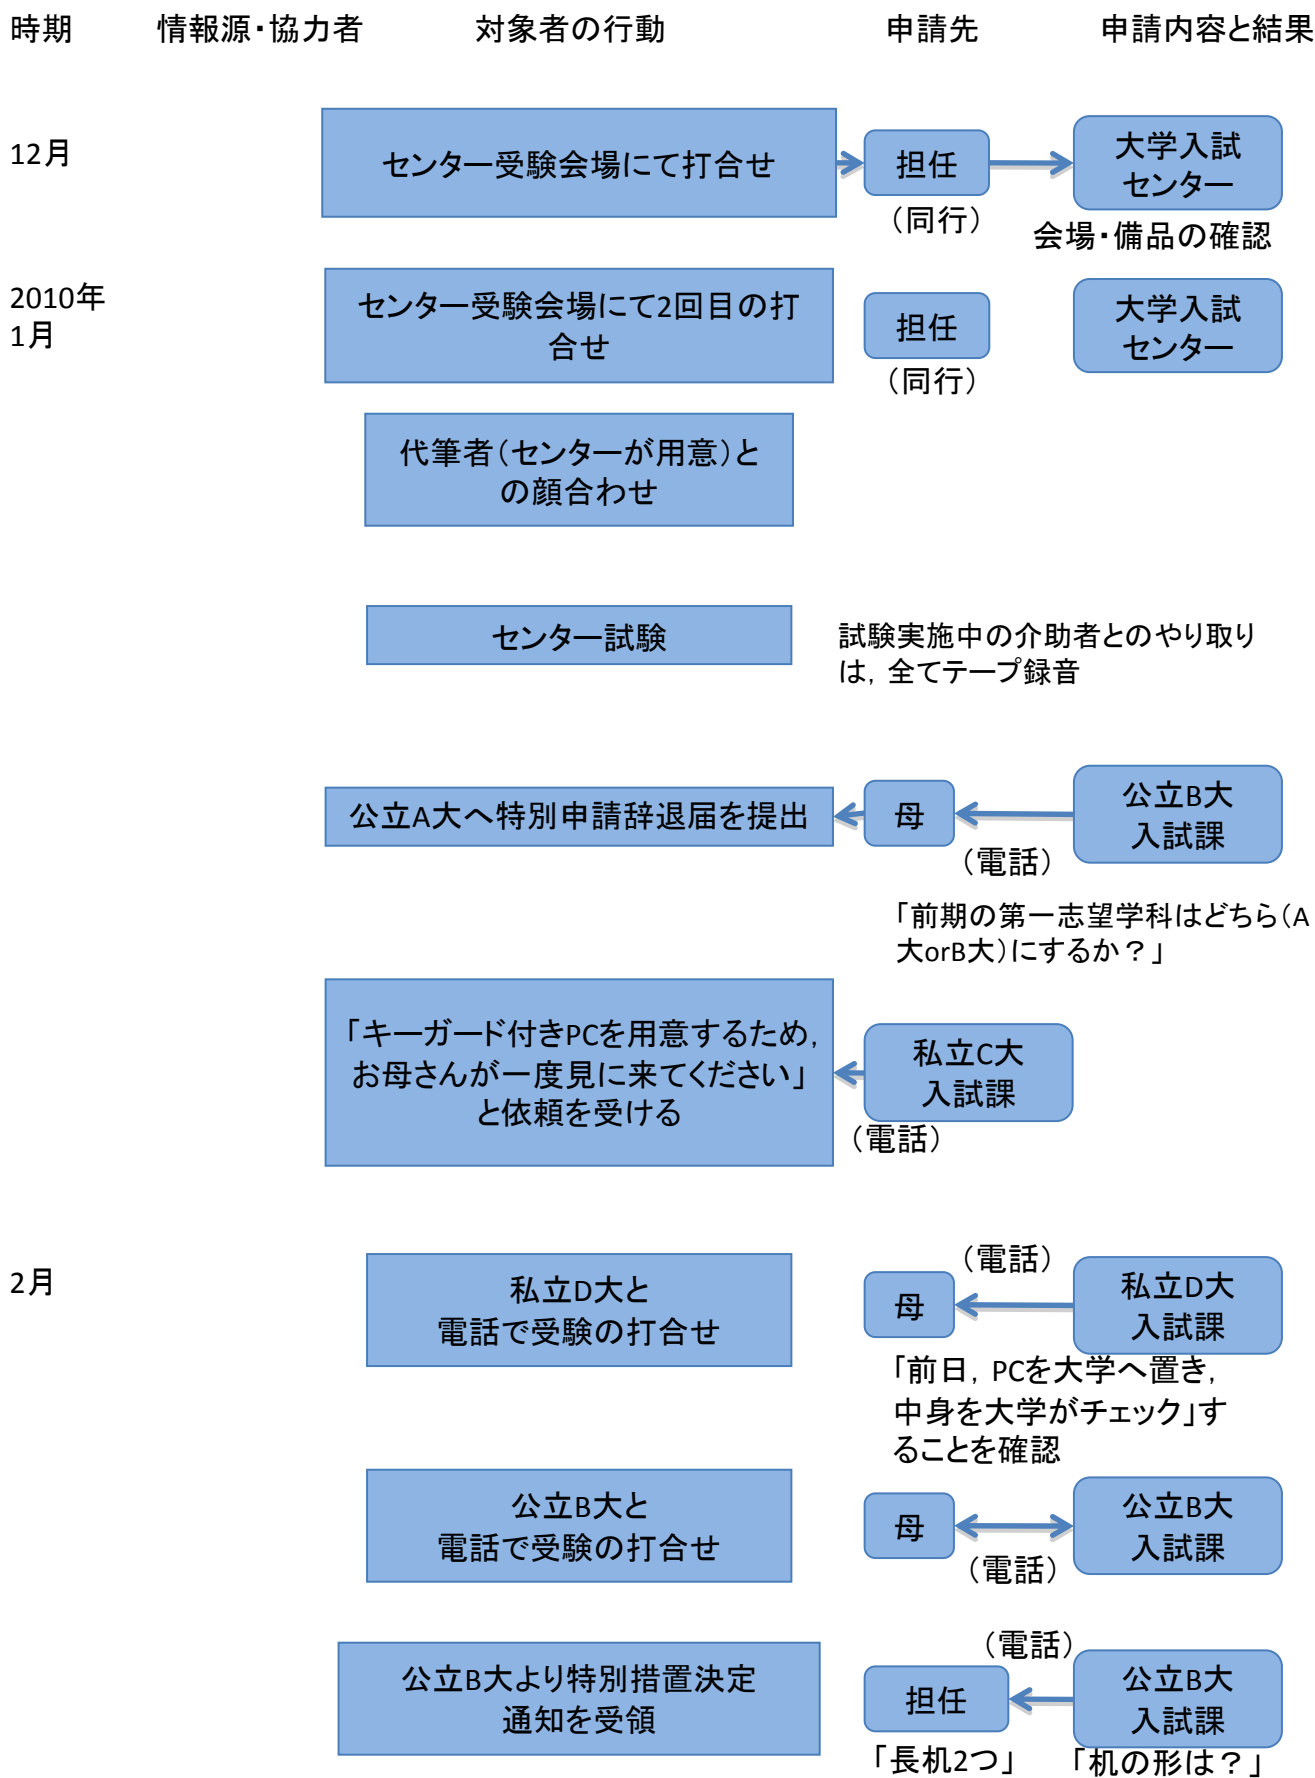 時期 情報源・協力者 対象者の行動 申請先 申請内容と結果
12月
センター受験会場にて打合せ
担任
（同行）
大学入試
センター
会場・備品の確認
2010年
1月
センター受験会場にて2回目の打
合せ
担任
（同行）
大学入試
センター
代筆者（センターが用意）と
の顔合わせ
センター試験
試験実施中の介助者とのやり取り
は，全てテープ録音
公立A大へ特別申請辞退届を提出
母
（電話）
公立B大
入試課
「前期の第一志望学科はどちら（A
大orB大）にするか？」
「キーガード付きPCを用意するため，
お母さんが一度見に来てください」
と依頼を受ける
私立C大
入試課
（電話）
2月
私立D大と
電話で受験の打合せ
母
（電話）
私立D大
入試課
「前日，PCを大学へ置き，
中身を大学がチェック」す
ることを確認
公立B大と
電話で受験の打合せ
母
（電話）
公立B大
入試課
公立B大より特別措置決定
通知を受領
担任
「長机2つ」
（電話）
公立B大
入試課
「机の形は？」